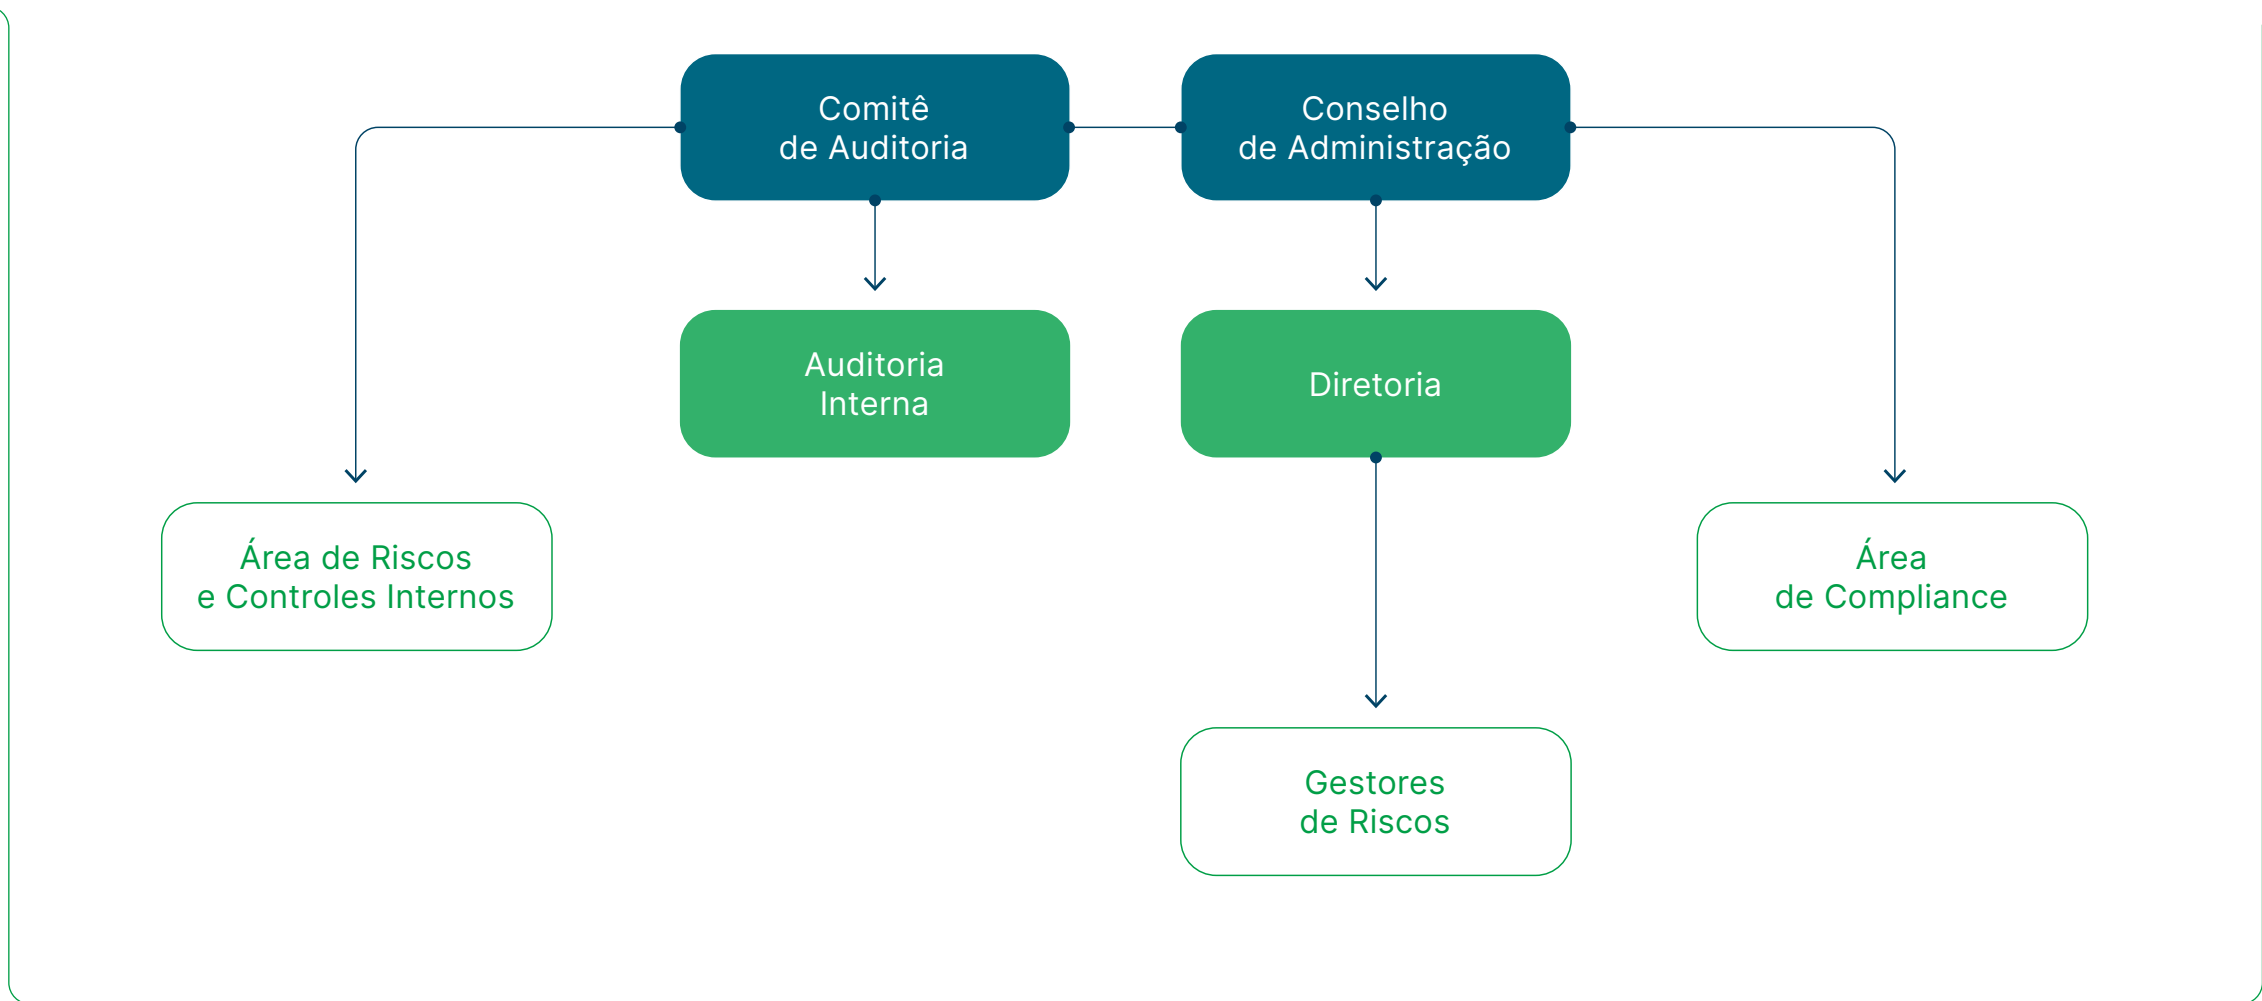 Comitê
de Auditoria
Conselho
de Administração
Auditoria
Interna
Diretoria
Área de Riscos
e Controles Internos
Área
de Compliance
Gestores
de Riscos